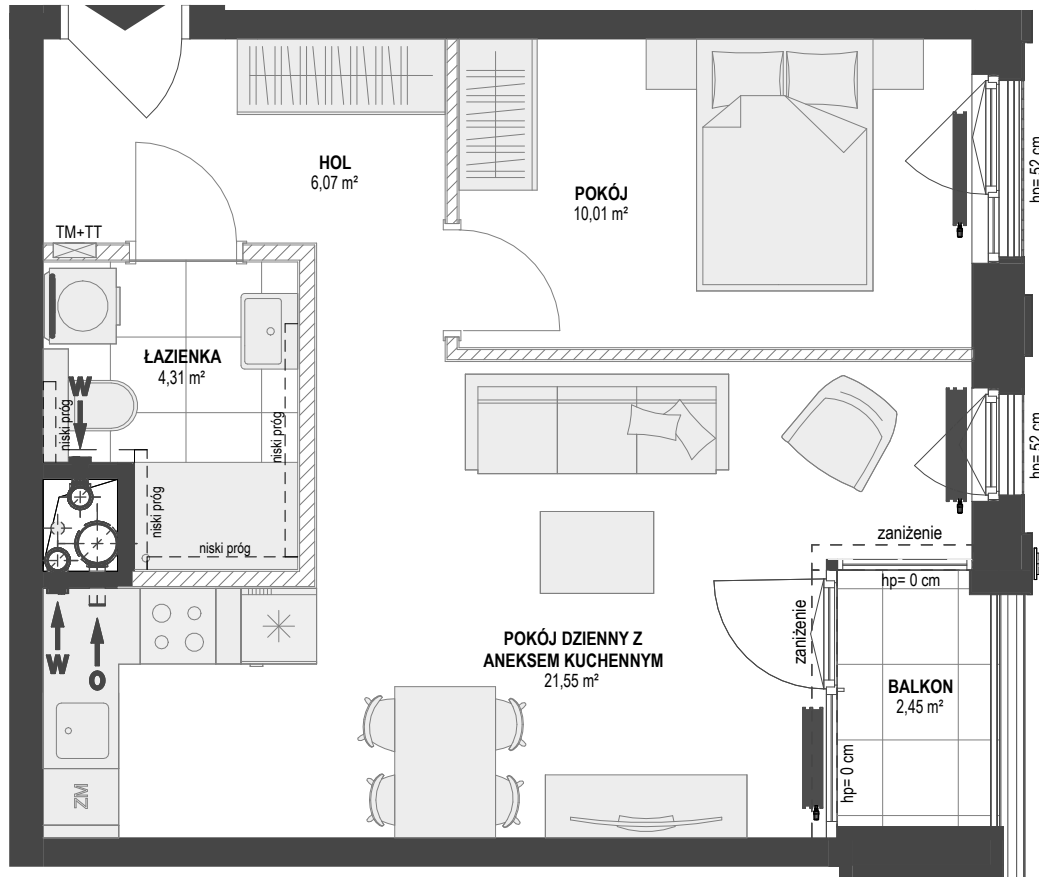 HOL
6,07 m²
POKÓJ
10,01 m²
hp= 52 cm
TM+TT
ŁAZIENKA
4,31 m²
W
niski próg
niski próg
niski próg
niski próg
hp= 52 cm
zaniżenie
hp= 0 cm
zaniżenie
E
W
O
POKÓJ DZIENNY Z
ANEKSEM KUCHENNYM
21,55 m²
BALKON
2,45 m²
hp= 0 cm
ZM